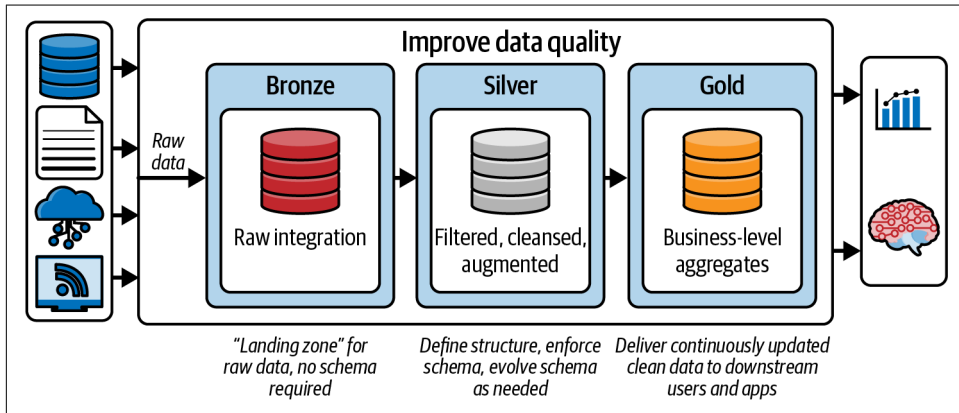 Improve data quality
Bronze
Silver
Gold
Raw
data
Raw integration
Filtered, cleansed,
augmented
Business-level
aggregates
“Landing zone” for
raw data, no schema
required
Define structure, enforce
schema, evolve schema
as needed
Deliver continuously updated
clean data to downstream
users and apps